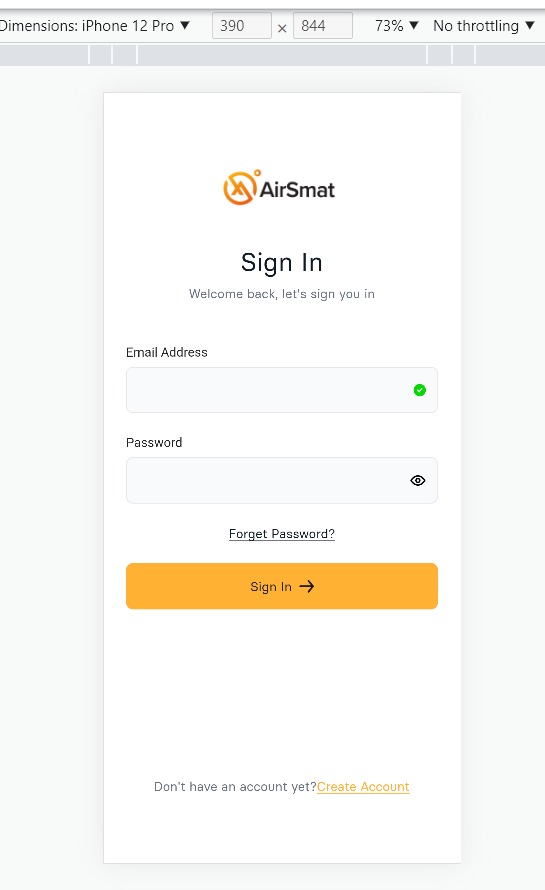 Dimensions: iPhone 12 Pro ▼ 390 × 844 73% ▼ No throttling ▼
AirSmat
Sign In
Welcome back, let's sign you in
Email Address
Password
Forget Password?
Sign In →
Don't have an account yet?Create Account